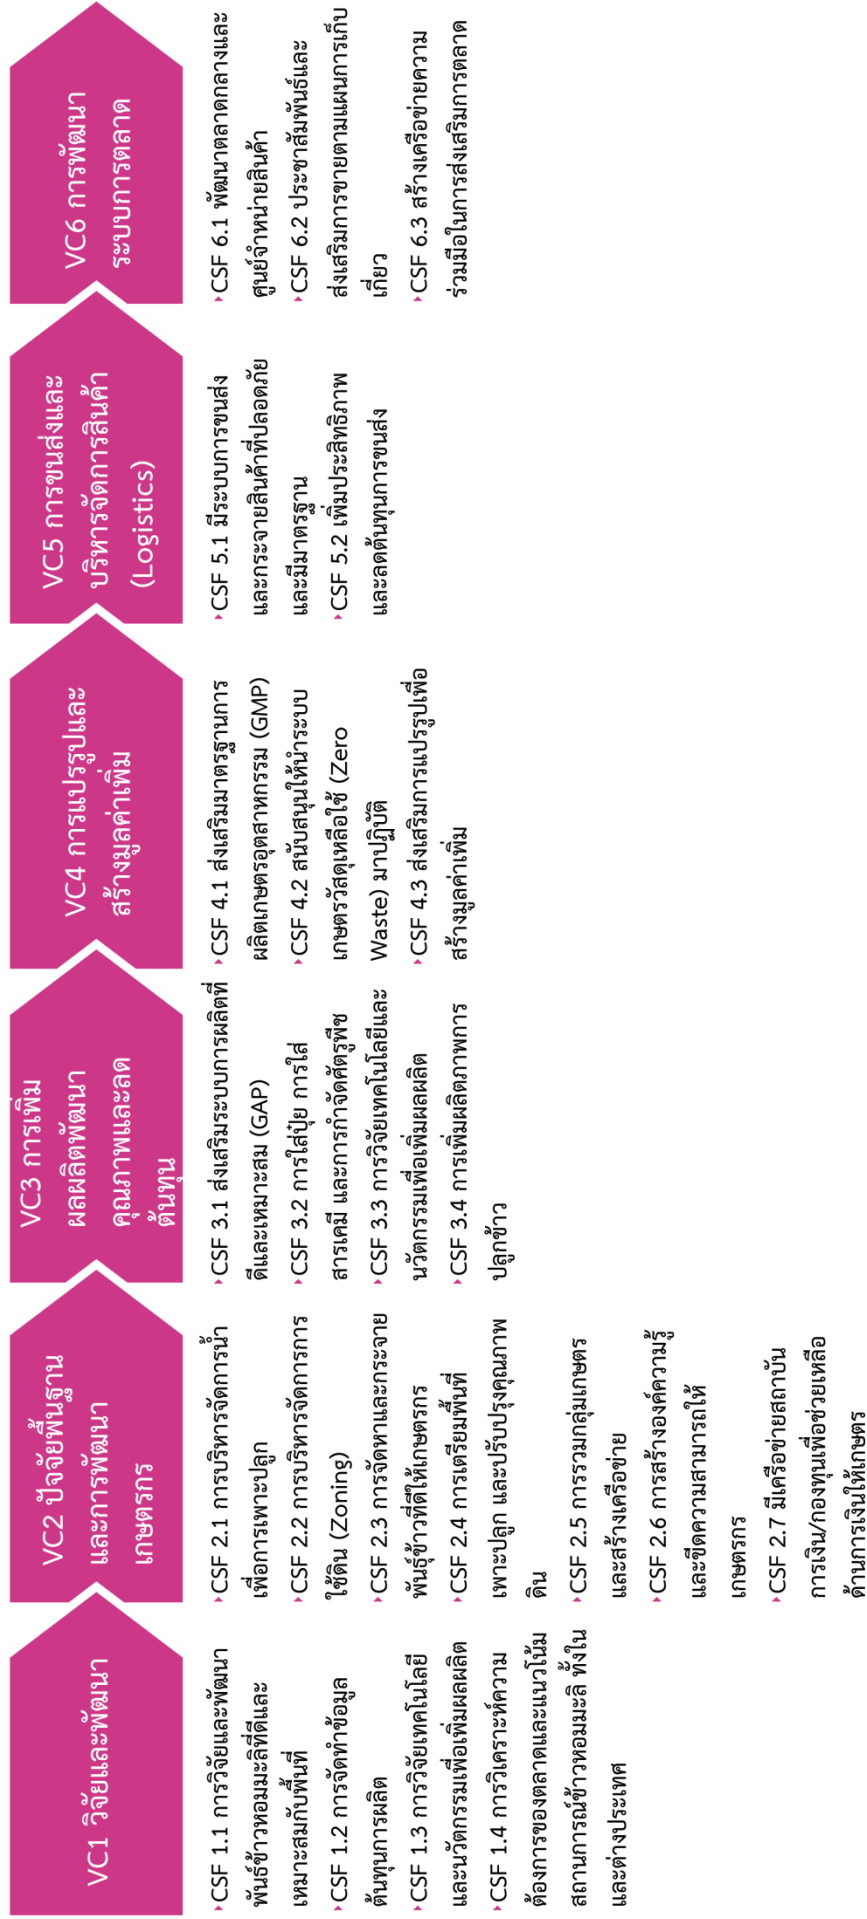 VC1 วิจัยและพัฒนา
▸CSF 1.1 การวิจัยและพัฒนา
พันธ์ข้าวหอมมะลิที่ดีและ
เหมาะสมกับพื้นที่
▸CSF 1.2 การจัดทำข้อมูล
ต้นทุนการผลิต
▸CSF 1.3 การวิจัยเทคโนโลยี
และนวัตกรรมเพื่อเพิ่มผลผลิต
▸CSF 1.4 การวิเคราะห์ความ
ต้องการของตลาดและแนวโน้ม
สถานการณ์ข้าวหอมมะลิ ทั้งใน
และต่างประเทศ
VC2 ปัจจัยพื้นฐาน
และการพัฒนา
เกษตรกร
▸CSF 2.1 การบริหารจัดการน้ำ
เพื่อการเพาะปลูก
▸CSF 2.2 การบริหารจัดการการ
ใช้ดิน (Zoning)
▸CSF 2.3 การจัดหาและกระจาย
พันธุ์ข้าวที่ดีให้เกษตรกร
▸CSF 2.4 การเตรียมพื้นที่
เพาะปลูก และปรับปรุงคุณภาพ
ดิน
▸CSF 2.5 การรวมกลุ่มเกษตร
และสร้างเครือข่าย
▸CSF 2.6 การสร้างองค์ความรู้
และขีดความสามารถให้
เกษตรกร
▸CSF 2.7 มีเครือข่ายสถาบัน
การเงิน/กองทุนเพื่อช่วยเหลือ
ด้านการเงินให้เกษตร
VC3 การเพิ่ม
ผลผลิตพัฒนา
คุณภาพและลด
ต้นทุน
▸CSF 3.1 ส่งเสริมระบบการผลิตที่
ดีและเหมาะสม (GAP)
▸CSF 3.2 การใส่ปุ๋ย การใส่
สารเคมี และการกำจัดศัตรูพืช
▸CSF 3.3 การวิจัยเทคโนโลยีและ
นวัตกรรมเพื่อเพิ่มผลผลิต
▸CSF 3.4 การเพิ่มผลิตภาพการ
ปลูกข้าว
VC4 การแปรรูปและ
สร้างมูลค่าเพิ่ม
▸CSF 4.1 ส่งเสริมมาตรฐานการ
ผลิตเกษตรอุตสาหกรรม (GMP)
▸CSF 4.2 สนับสนุนให้นำระบบ
เกษตรวัสดุเหลือใช้ (Zero
Waste) มาปฏิบัติ
▸CSF 4.3 ส่งเสริมการแปรรูปเพื่อ
สร้างมูลค่าเพิ่ม
VC5 การขนส่งและ
บริหารจัดการสินค้า
(Logistics)
▸CSF 5.1 มีระบบการขนส่ง
และกระจายสินค้าที่ปลอดภัย
และมีมาตรฐาน
▸CSF 5.2 เพิ่มประสิทธิภาพ
และลดต้นทุนการขนส่ง
VC6 การพัฒนา
ระบบการตลาด
▸CSF 6.1 พัฒนาตลาดกลางและ
ศูนย์จำหน่ายสินค้า
▸CSF 6.2 ประชาสัมพันธ์และ
ส่งเสริมการขายตามแผนการเก็บ
เกี่ยว
▸CSF 6.3 สร้างเครือข่ายความ
ร่วมมือในการส่งเสริมการตลาด